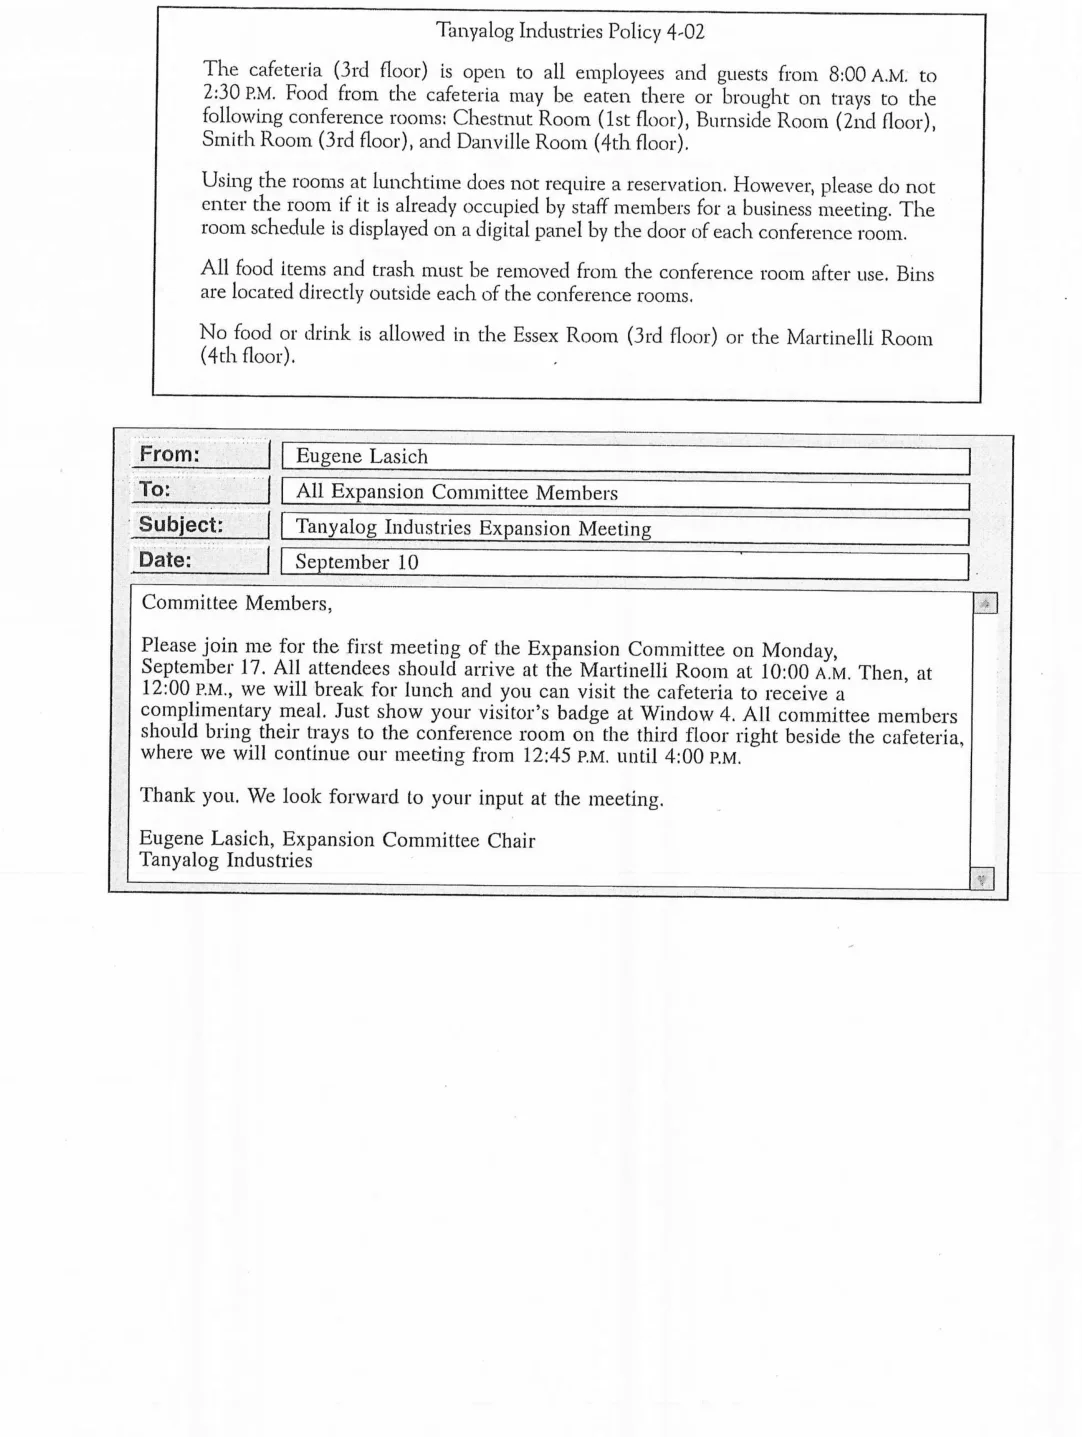 Tanyalog Industries Policy 4-02
The cafeteria (3rd floor) is open to all employees and guests from 8:00 A.M. to
2:30 P.M. Food from the cafeteria may be eaten there or brought on trays to the
following conference rooms: Chestnut Room (1st floor), Burnside Room (2nd floor),
Smith Room (3rd floor), and Danville Room (4th floor).
Using the rooms at lunchtime does not require a reservation. However, please do not
enter the room if it is already occupied by staff members for a business meeting. The
room schedule is displayed on a digital panel by the door of each conference room.
All food items and trash must be removed from the conference room after use. Bins
are located directly outside each of the conference rooms.
No food or drink is allowed in the Essex Room (3rd floor) or the Martinelli Room
(4th floor).
From: Eugene Lasich
To: All Expansion Committee Members
Subject: Tanyalog Industries Expansion Meeting
Date: September 10
Committee Members,
Please join me for the first meeting of the Expansion Committee on Monday,
September 17. All attendees should arrive at the Martinelli Room at 10:00 A.M. Then, at
12:00 P.M., we will break for lunch and you can visit the cafeteria to receive a
complimentary meal. Just show your visitor's badge at Window 4. All committee members
should bring their trays to the conference room on the third floor right beside the cafeteria,
where we will continue our meeting from 12:45 P.M. until 4:00 P.M.
Thank you. We look forward to your input at the meeting.
Eugene Lasich, Expansion Committee Chair
Tanyalog Industries